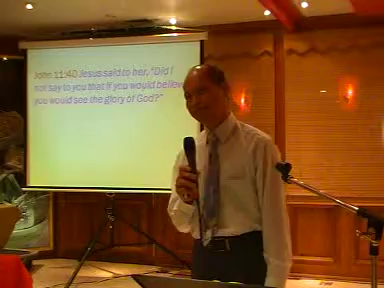 John 11:40 Jesus said to her, "Did I
not say to you that if you would believe
you would see the glory of God?"